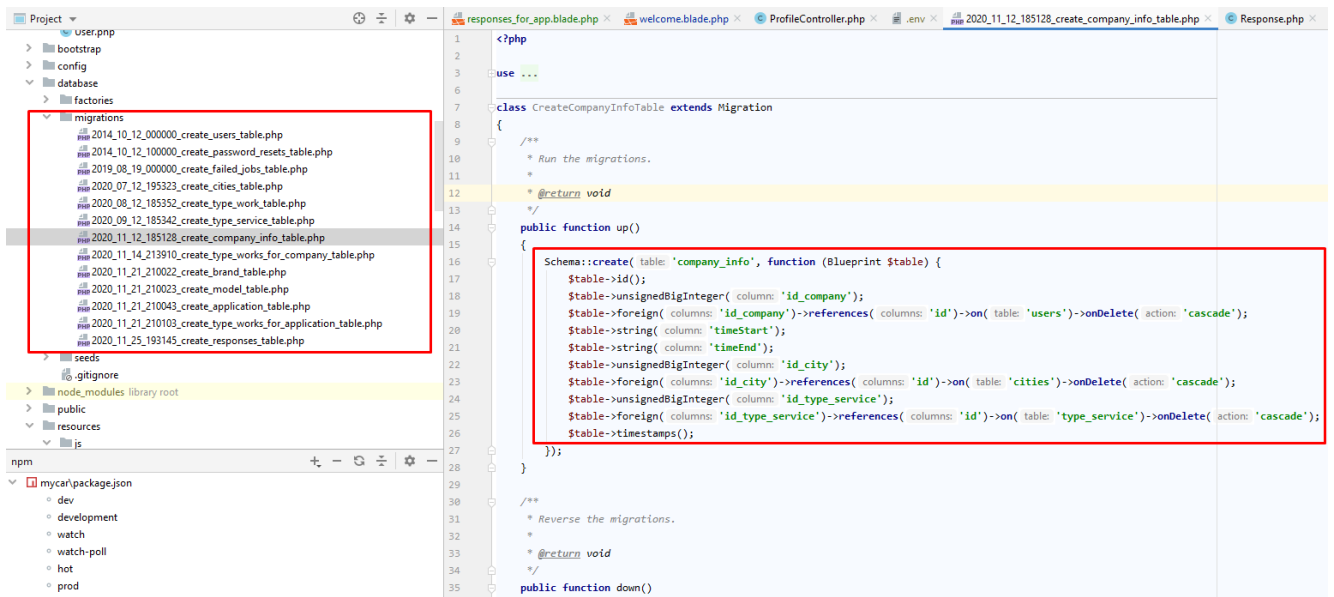 Project
responses_for_app.blade.php
welcome.blade.php
ProfileController.php
.env
2020_11_12_185128_create_company_info_table.php
Response.php
User.php
bootstrap
config
database
factories
migrations
2014_10_12_000000_create_users_table.php
2014_10_12_100000_create_password_resets_table.php
2019_08_19_000000_create_failed_jobs_table.php
2020_07_12_195323_create_cities_table.php
2020_08_12_185352_create_type_work_table.php
2020_09_12_185342_create_type_service_table.php
2020_11_12_185128_create_company_info_table.php
2020_11_14_213910_create_type_works_for_company_table.php
2020_11_21_210022_create_brand_table.php
2020_11_21_210023_create_model_table.php
2020_11_21_210043_create_application_table.php
2020_11_21_210103_create_type_works_for_application_table.php
2020_11_25_193145_create_responses_table.php
seeds
.gitignore
node_modules library root
public
resources
js
npm
mycar\package.json
dev
development
watch
watch-poll
hot
prod
1 <?php
2
3 use ...
6
7 class CreateCompanyInfoTable extends Migration
8 {
9 /**
10 * Run the migrations.
11 *
12 * @return void
13 */
14 public function up()
15 {
16 Schema::create( table: 'company_info', function (Blueprint $table) {
17 $table->id();
18 $table->unsignedBigInteger( column: 'id_company');
19 $table->foreign( columns: 'id_company')->references( columns: 'id')->on( table: 'users')->onDelete( action: 'cascade');
20 $table->string( column: 'timeStart');
21 $table->string( column: 'timeEnd');
22 $table->unsignedBigInteger( column: 'id_city');
23 $table->foreign( columns: 'id_city')->references( columns: 'id')->on( table: 'cities')->onDelete( action: 'cascade');
24 $table->unsignedBigInteger( column: 'id_type_service');
25 $table->foreign( columns: 'id_type_service')->references( columns: 'id')->on( table: 'type_service')->onDelete( action: 'cascade');
26 $table->timestamps();
27 });
28 }
29
30 /**
31 * Reverse the migrations.
32 *
33 * @return void
34 */
35 public function down()